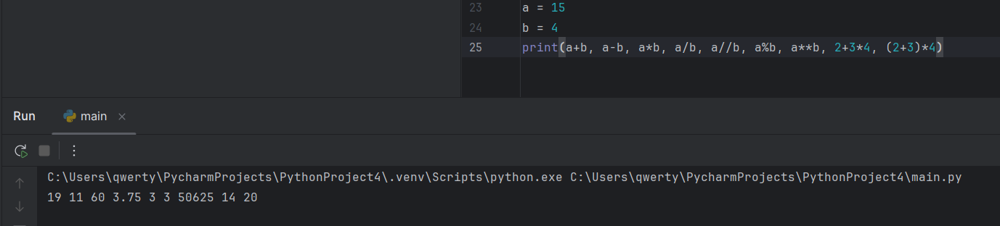 23 a = 15
24 b = 4
25 print(a+b, a-b, a*b, a/b, a//b, a%b, a**b, 2+3*4, (2+3)*4)
Run main
C:\Users\qwerty\PycharmProjects\PythonProject4\.venv\Scripts\python.exe C:\Users\qwerty\PycharmProjects\PythonProject4\main.py
19 11 60 3.75 3 3 50625 14 20